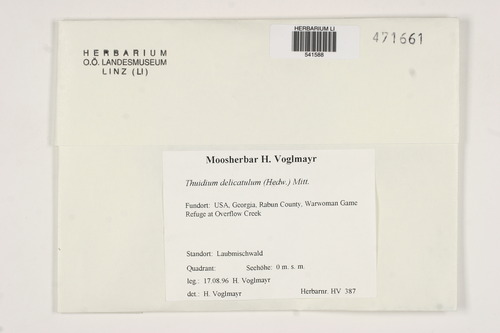 HERBARIUM
O.Ö. LANDESMUSEUM
LINZ (LI)
HERBARIUM LI
541588
471661
Moosherbar H. Voglmayr
Thuidium delicatulum (Hedw.) Mitt.
Fundort: USA, Georgia, Rabun County, Warwoman Game
Refuge at Overflow Creek
Standort: Laubmischwald
Quadrant: Seehöhe: 0 m. s. m.
leg.: 17.08.96 H. Voglmayr
det.: H. Voglmayr Herbarnr. HV 387